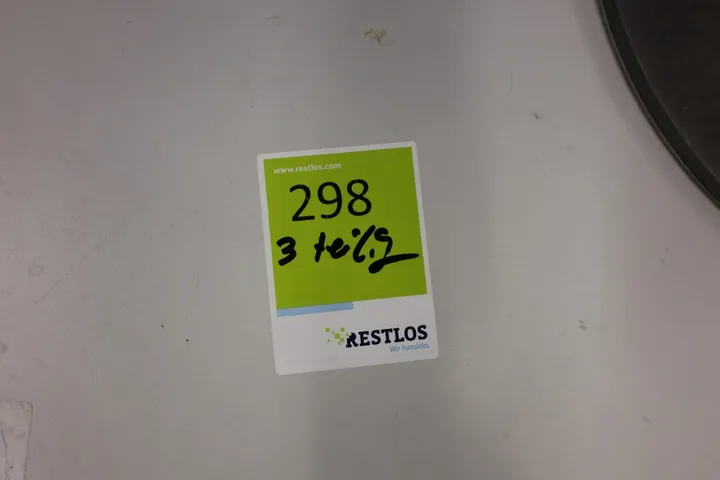 www.restlos.com
298
3 teilig
RESTLOS
Wir handeln.